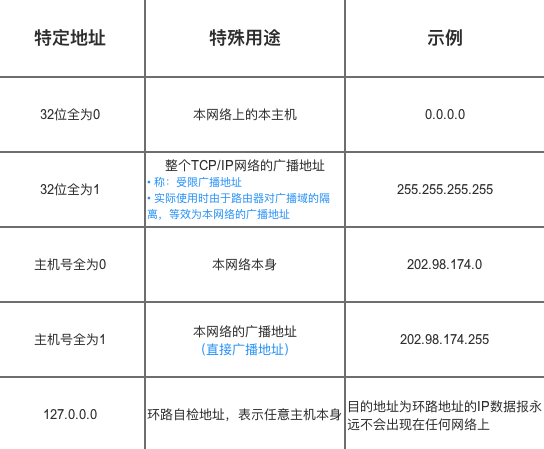 特定地址
特殊用途
示例
32位全为0
本网络上的本主机
0.0.0.0
32位全为1
整个TCP/IP网络的广播地址
• 称：受限广播地址
• 实际使用时由于路由器对广播域的隔
离，等效为本网络的广播地址
255.255.255.255
主机号全为0
本网络本身
202.98.174.0
主机号全为1
本网络的广播地址
（直接广播地址）
202.98.174.255
127.0.0.0
环路自检地址，表示任意主机本身
目的地址为环路地址的IP数据报永
远不会出现在任何网络上